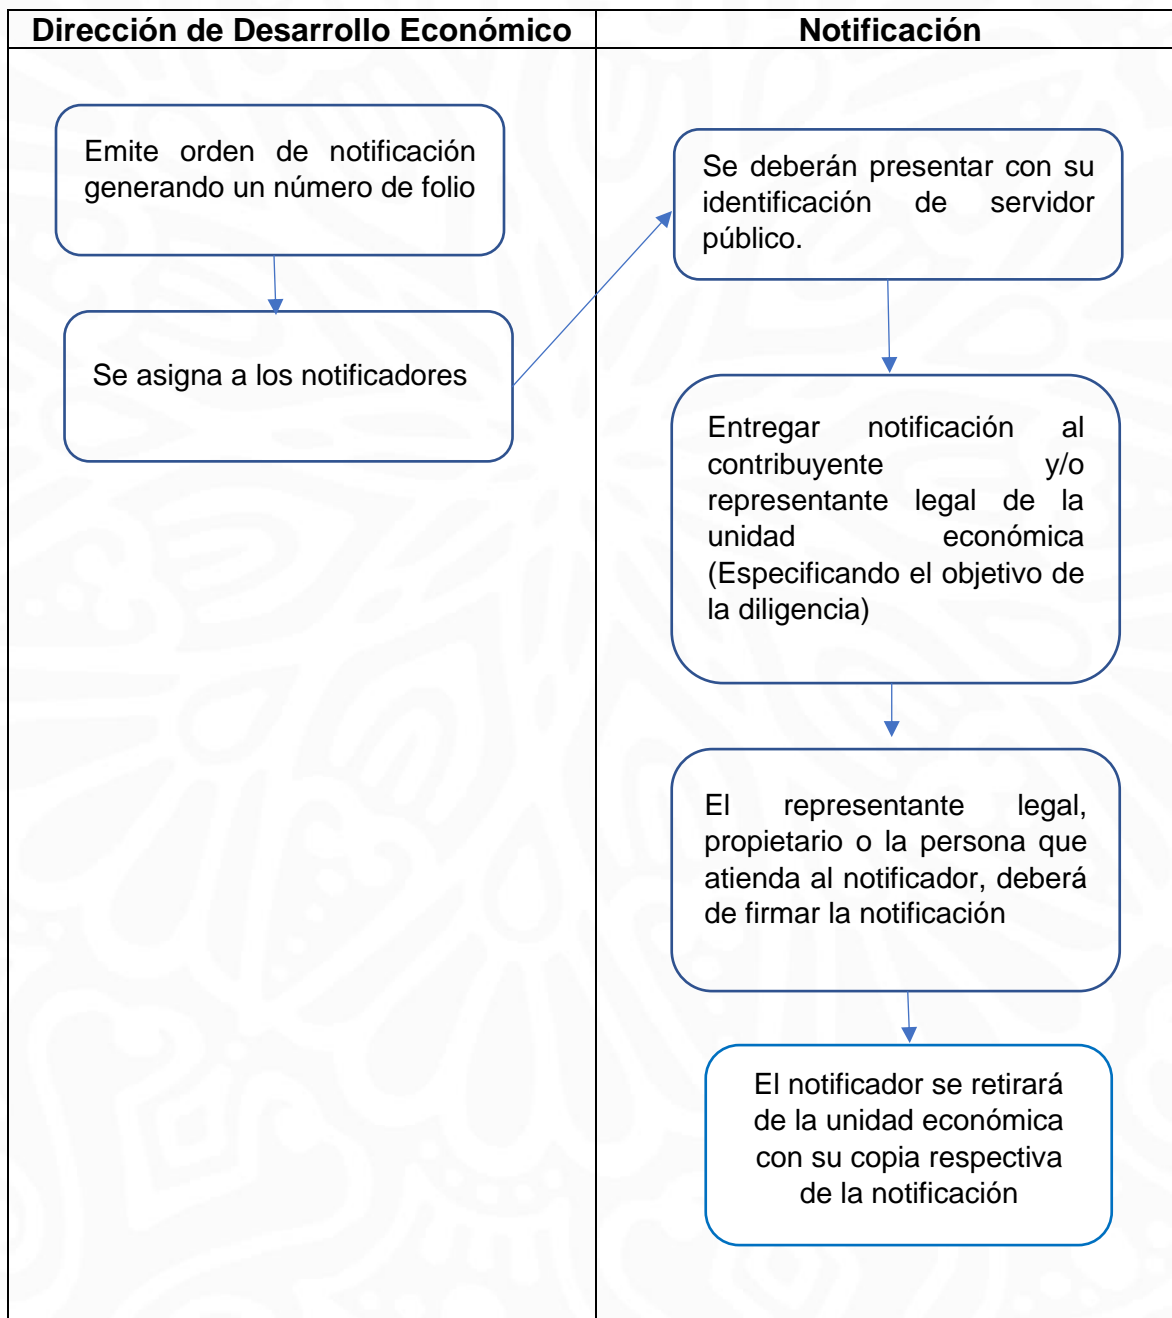 Dirección de Desarrollo Económico
Notificación
Emite orden de notificación
generando un número de folio
Se asigna a los notificadores
Se deberán presentar con su
identificación de servidor
público.
Entregar notificación al
contribuyente y/o
representante legal de la
unidad económica
(Especificando el objetivo de
la diligencia)
El representante legal,
propietario o la persona que
atienda al notificador, deberá
de firmar la notificación
El notificador se retirará
de la unidad económica
con su copia respectiva
de la notificación